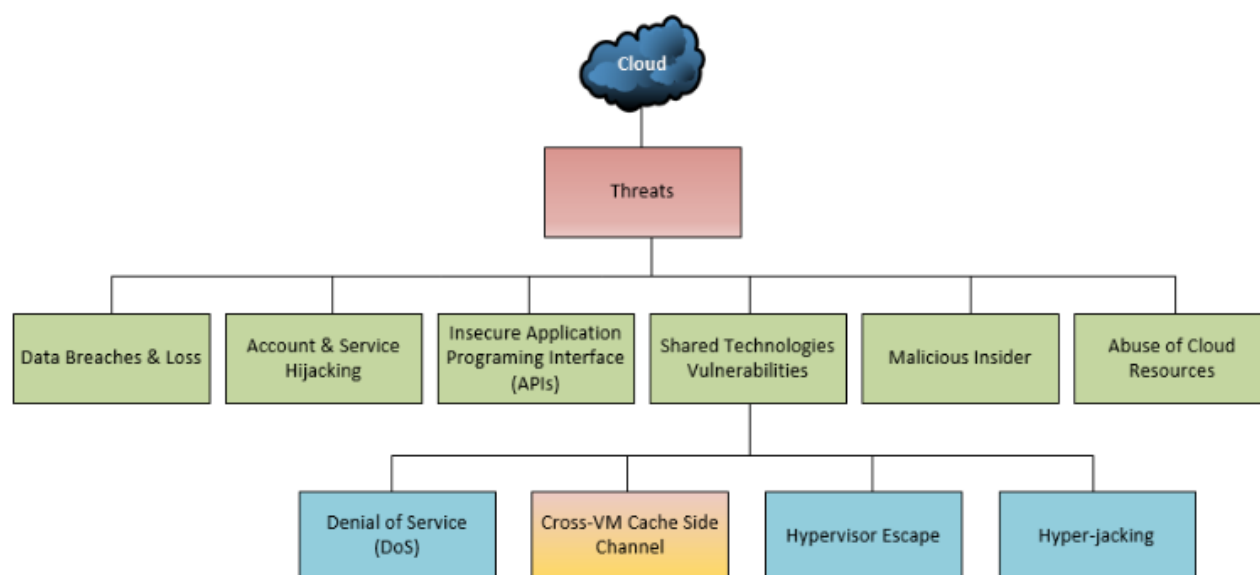 Cloud
Threats
Data Breaches & Loss
Account & Service
Hijacking
Insecure Application
Programing Interface
(APIs)
Shared Technologies
Vulnerabilities
Malicious Insider
Abuse of Cloud
Resources
Denial of Service
(DoS)
Cross-VM Cache Side
Channel
Hypervisor Escape
Hyper-jacking